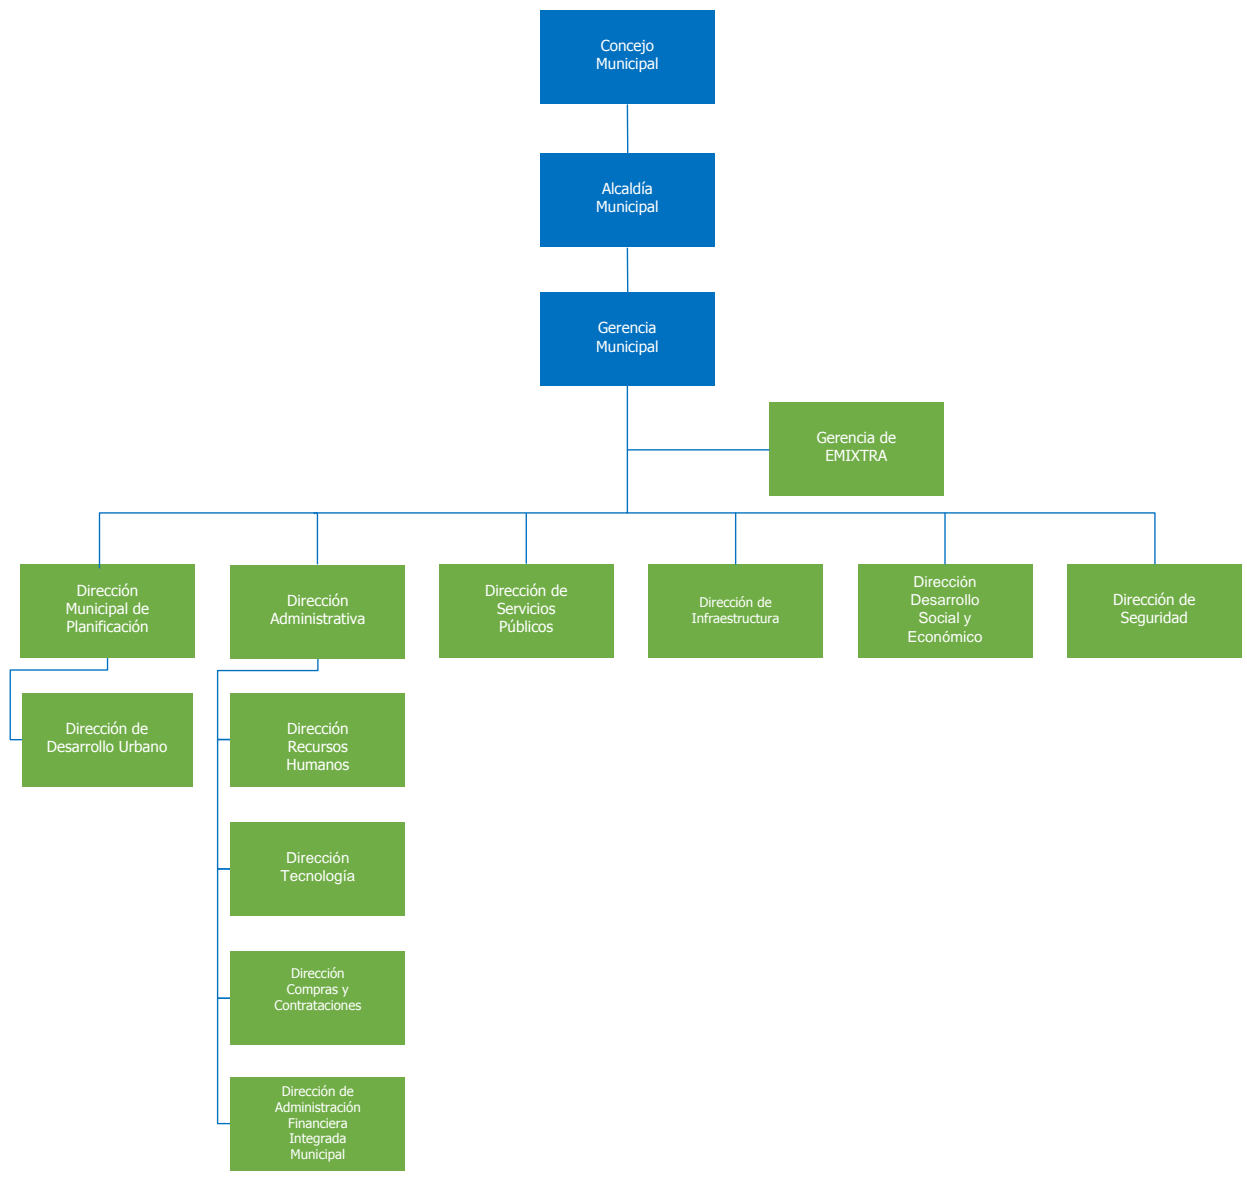 Concejo
Municipal
Alcaldía
Municipal
Gerencia
Municipal
Gerencia de
EMIXTRA
Dirección
Municipal de
Planificación
Dirección
Administrativa
Dirección de
Servicios
Públicos
Dirección de
Infraestructura
Dirección
Desarrollo
Social y
Económico
Dirección de
Seguridad
Dirección de
Desarrollo Urbano
Dirección
Recursos
Humanos
Dirección
Tecnología
Dirección
Compras y
Contrataciones
Dirección de
Administración
Financiera
Integrada
Municipal